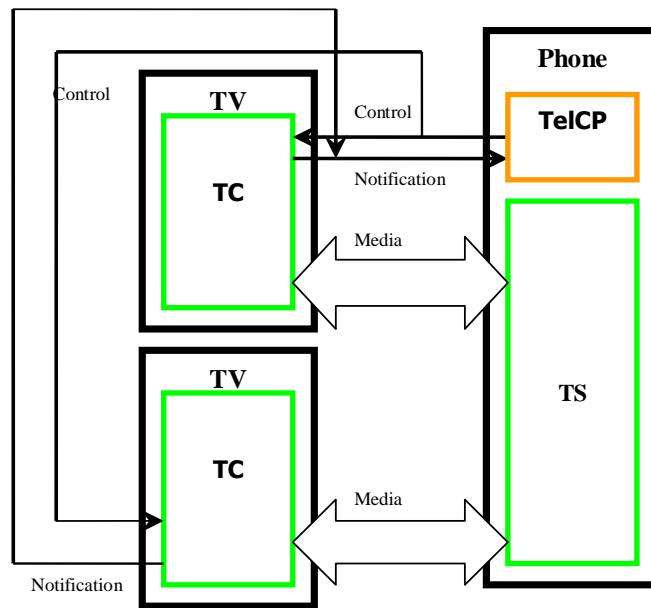 Phone
Control
TV
Control
TelCP
TC
Notification
Media
TV
TS
TC
Media
Notification